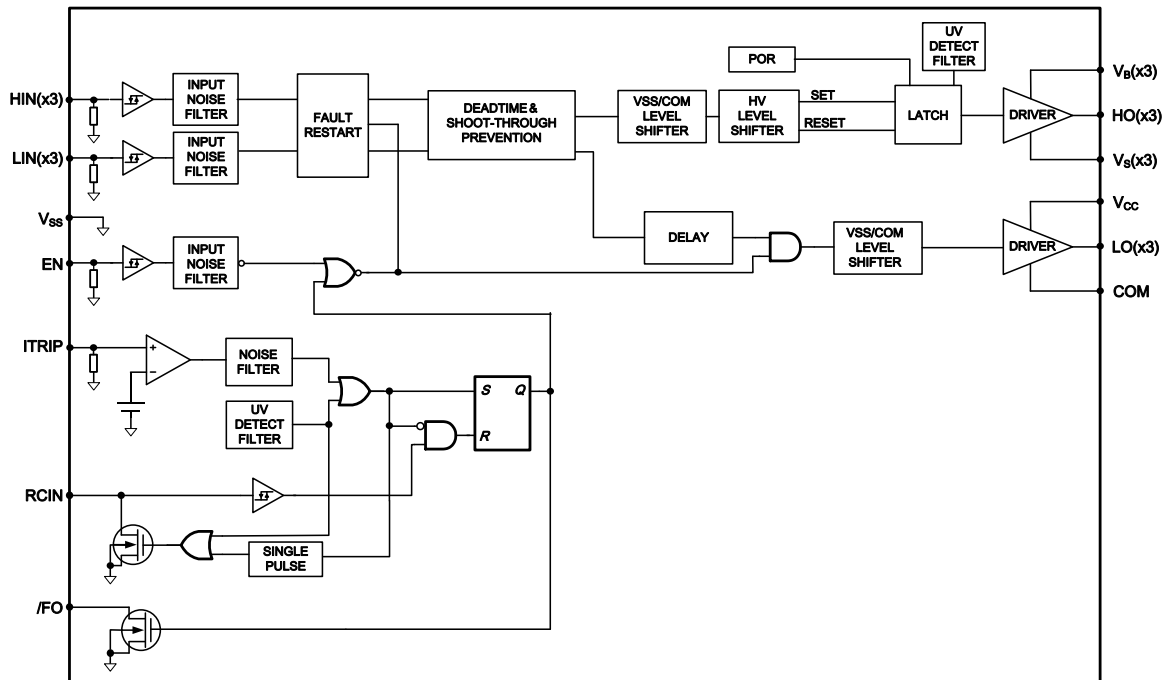 HIN(x3)
INPUT
NOISE
FILTER
FAULT
RESTART
DEADTIME &
SHOOT-THROUGH
PREVENTION
VSS/COM
LEVEL
SHIFTER
HV
LEVEL
SHIFTER
POR
SET
RESET
UV
DETECT
FILTER
LATCH
DRIVER
VB(x3)
HO(x3)
VS(x3)
LIN(x3)
INPUT
NOISE
FILTER
VSS
EN
INPUT
NOISE
FILTER
DELAY
VSS/COM
LEVEL
SHIFTER
DRIVER
VCC
LO(x3)
COM
ITRIP
+
−
NOISE
FILTER
UV
DETECT
FILTER
S Q
R
RCIN
SINGLE
PULSE
/FO